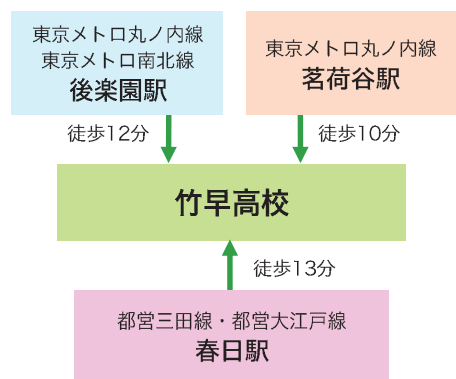 東京メトロ丸ノ内線
東京メトロ南北線
後楽園駅
東京メトロ丸ノ内線
茗荷谷駅
徒歩12分
徒歩10分
竹早高校
徒歩13分
都営三田線・都営大江戸線
春日駅